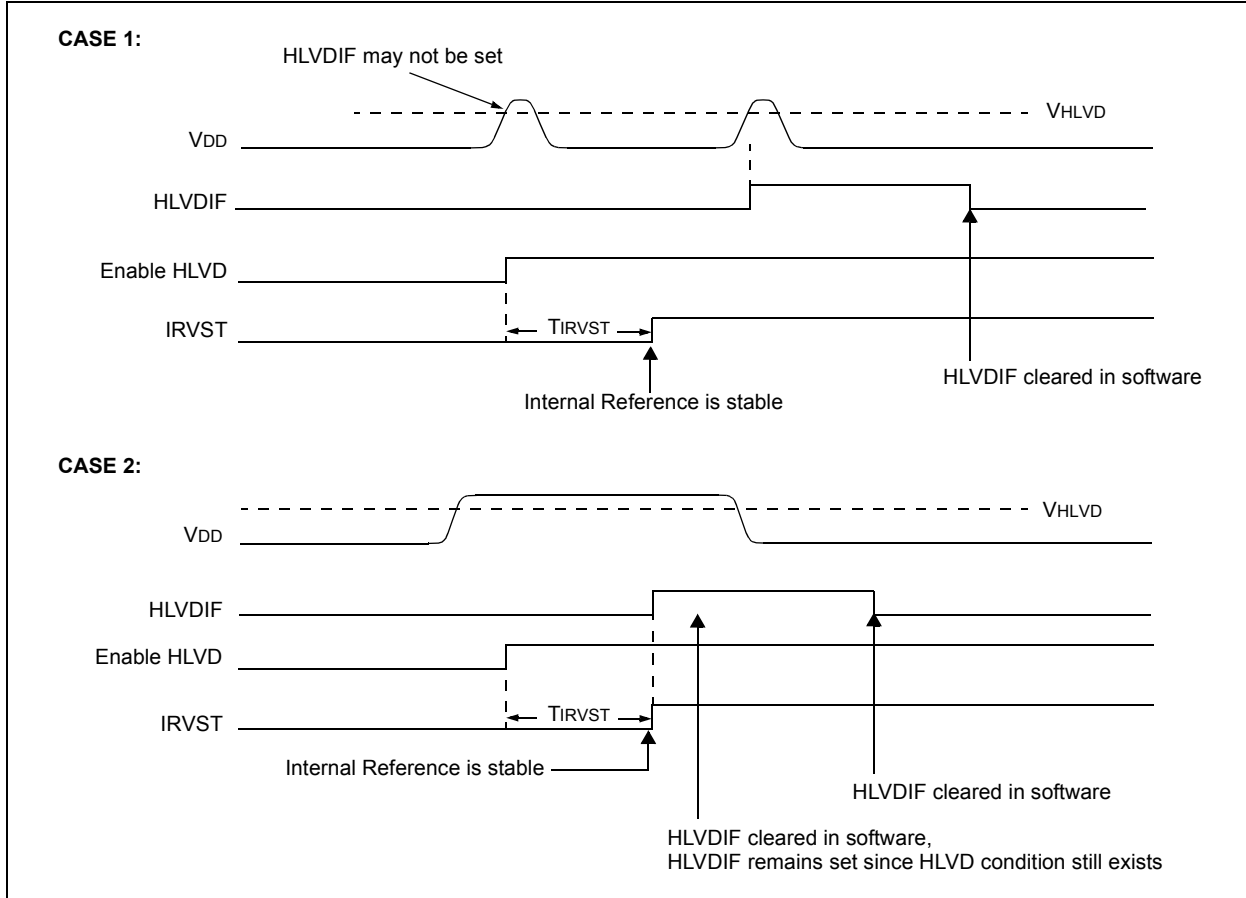 CASE 1:
HLVDIF may not be set
VHLVD
VDD
HLVDIF
Enable HLVD
IRVST
TIRVST
HLVDIF cleared in software
Internal Reference is stable
CASE 2:
VHLVD
VDD
HLVDIF
Enable HLVD
IRVST
TIRVST
Internal Reference is stable
HLVDIF cleared in software
HLVDIF cleared in software,
HLVDIF remains set since HLVD condition still exists